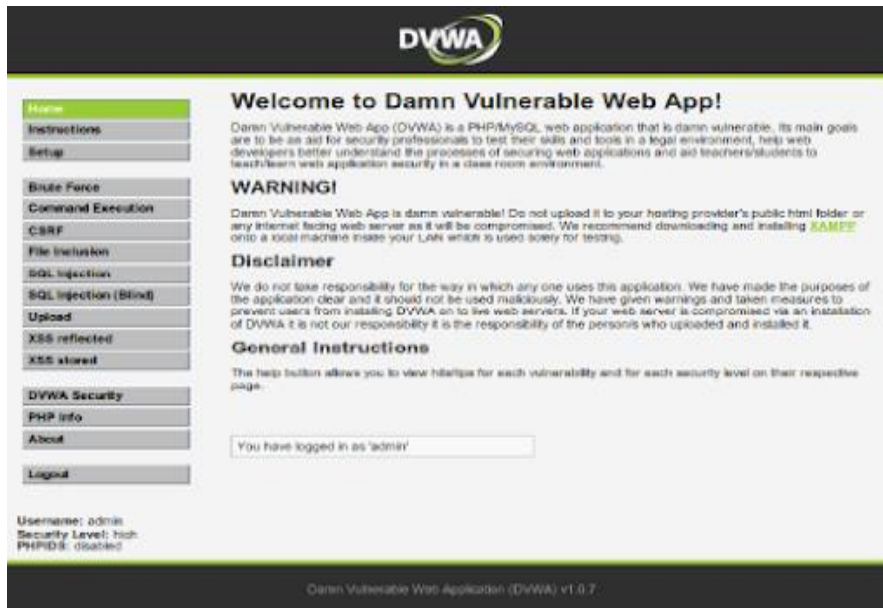 DVWA
Home
Instructions
Setup
Brute Force
Command Execution
CSRF
File Inclusion
SQL Injection
SQL Injection (Blind)
Upload
XSS reflected
XSS stored
DVWA Security
PHP Info
About
Logout
Welcome to Damn Vulnerable Web App!
Damn Vulnerable Web App (DVWA) is a PHP/MySQL web application that is damn vulnerable. Its main goals
are to be an aid for security professionals to test their skills and tools in a legal environment, help web
developers better understand the processes of securing web applications and aid teachers/students to
teach/learn web application security in a class room environment.
WARNING!
Damn Vulnerable Web App is damn vulnerable! Do not upload it to your hosting provider's public html folder or
any internet facing web server as it will be compromised. We recommend downloading and installing XAMPP
onto a local machine inside your LAN which is used solely for testing.
Disclaimer
We do not take responsibility for the way in which any one uses this application. We have made the purposes of
the application clear and it should not be used maliciously. We have given warnings and taken measures to
prevent users from installing DVWA on to live web servers. If your web server is compromised via an installation
of DVWA it is not our responsibility it is the responsibility of the person/s who uploaded and installed it.
General Instructions
The help button allows you to view hits/tips for each vulnerability and for each security level on their respective
page.
You have logged in as 'admin'
Username: admin
Security Level: high
PHPIDS: disabled
Damn Vulnerable Web Application (DVWA) v1.0.7